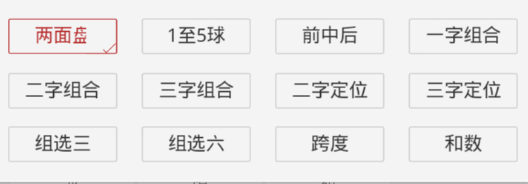 两面盘 1至5球 前中后 一字组合
二字组合 三字组合 二字定位 三字定位
组选三 组选六 跨度 和数